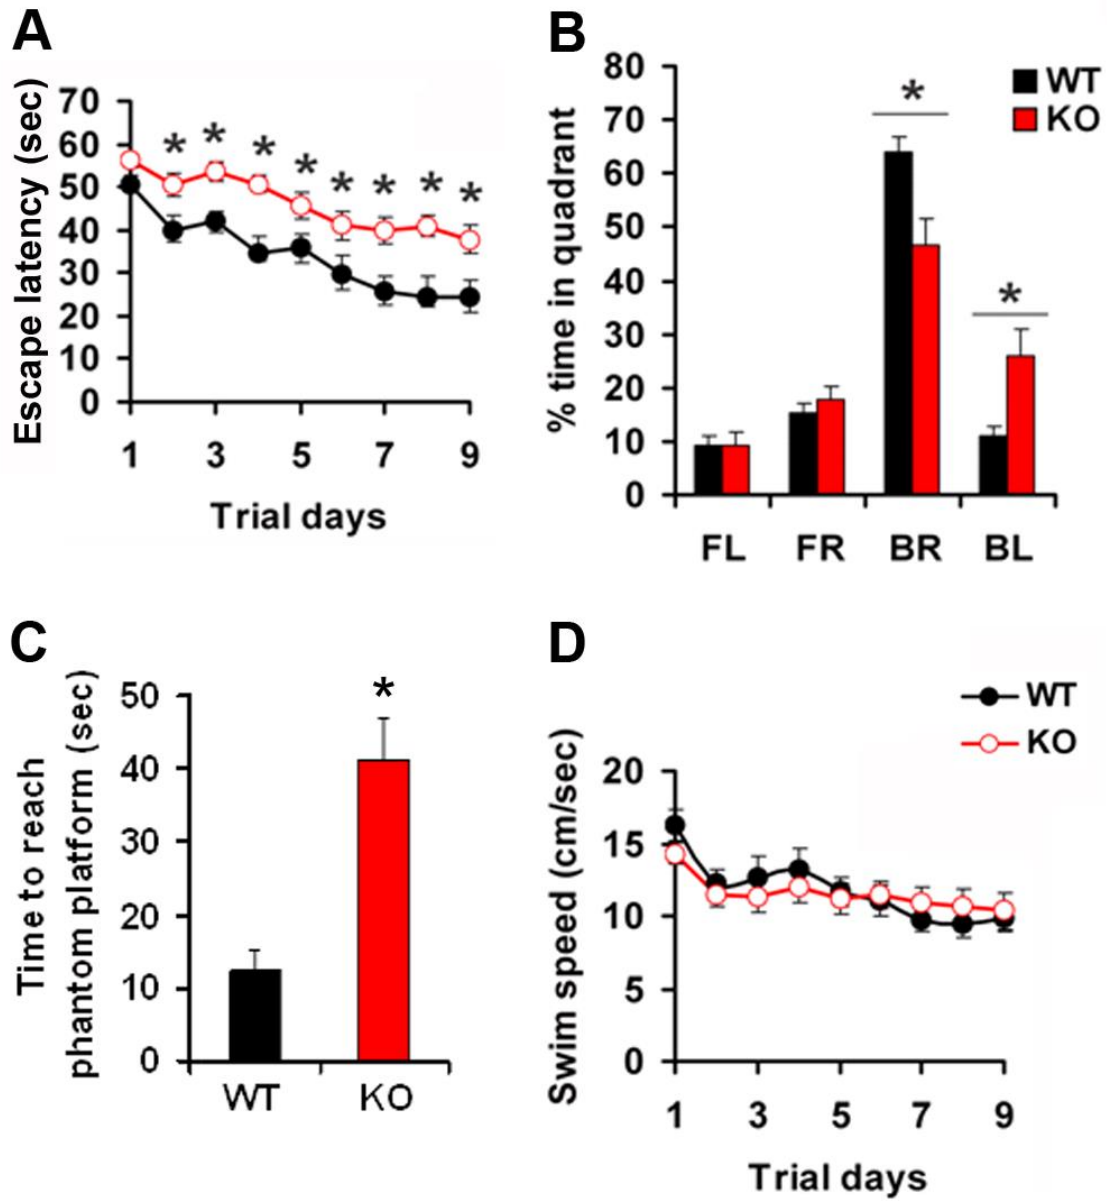 A
Escape latency (sec)
70
60
50
40
30
20
10
0
* * * * * * * *
1 3 5 7 9
Trial days
B
% time in quadrant
80
70
60
50
40
30
20
10
0
WT
KO
*
*
FL FR BR BL
C
Time to reach
phantom platform (sec)
50
40
30
20
10
0
*
WT KO
D
WT
KO
Swim speed (cm/sec)
20
15
10
5
0
1 3 5 7 9
Trial days